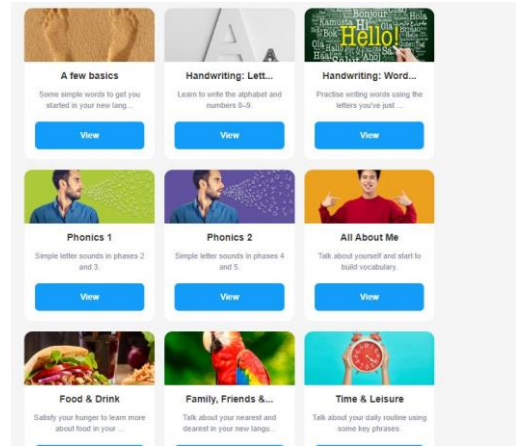 Kamusta
Bonjour
Hola
Hello!
A few basics
Some simple words to get you
started in your new lang...
View
Handwriting: Lett...
Learn to write the alphabet and
numbers 0–9.
View
Handwriting: Word...
Practise writing words using the
letters you've just ...
View
Phonics 1
Simple letter sounds in phases 2
and 3.
View
Phonics 2
Simple letter sounds in phases 4
and 5.
View
All About Me
Talk about yourself and start to
build vocabulary.
View
Food & Drink
Satisfy your hunger to learn more
about food in your ...
Family, Friends &...
Talk about your nearest and
dearest in your new langu...
Time & Leisure
Talk about your daily routine using
some key phrases.